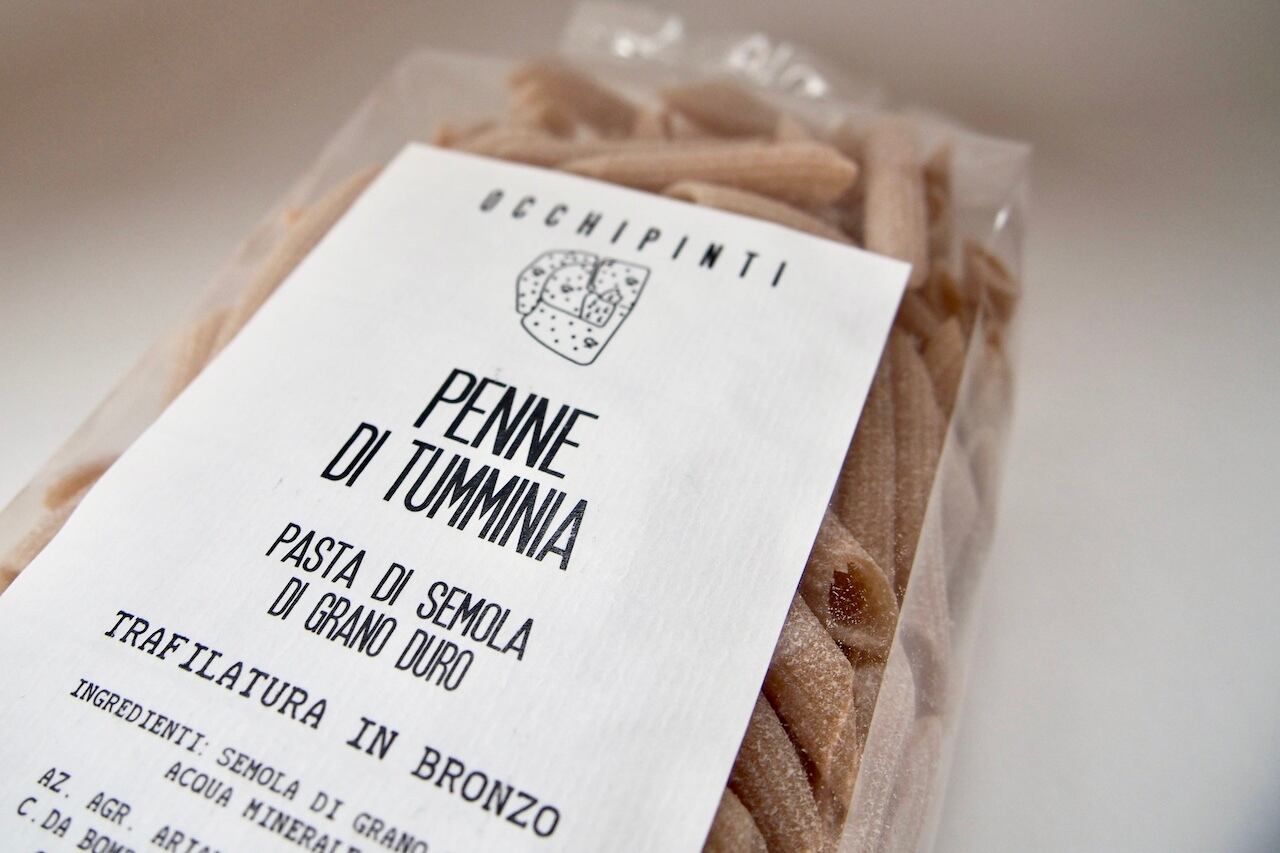 OCCHIPINTI
PENNE
DI TUMMINIA
PASTA DI SEMOLA
DI GRANO DURO
TRAFILATURA IN BRONZO
INGREDIENTI: SEMOLA DI GRANO
ACQUA MINERALE
AZ. AGR.
C.DA